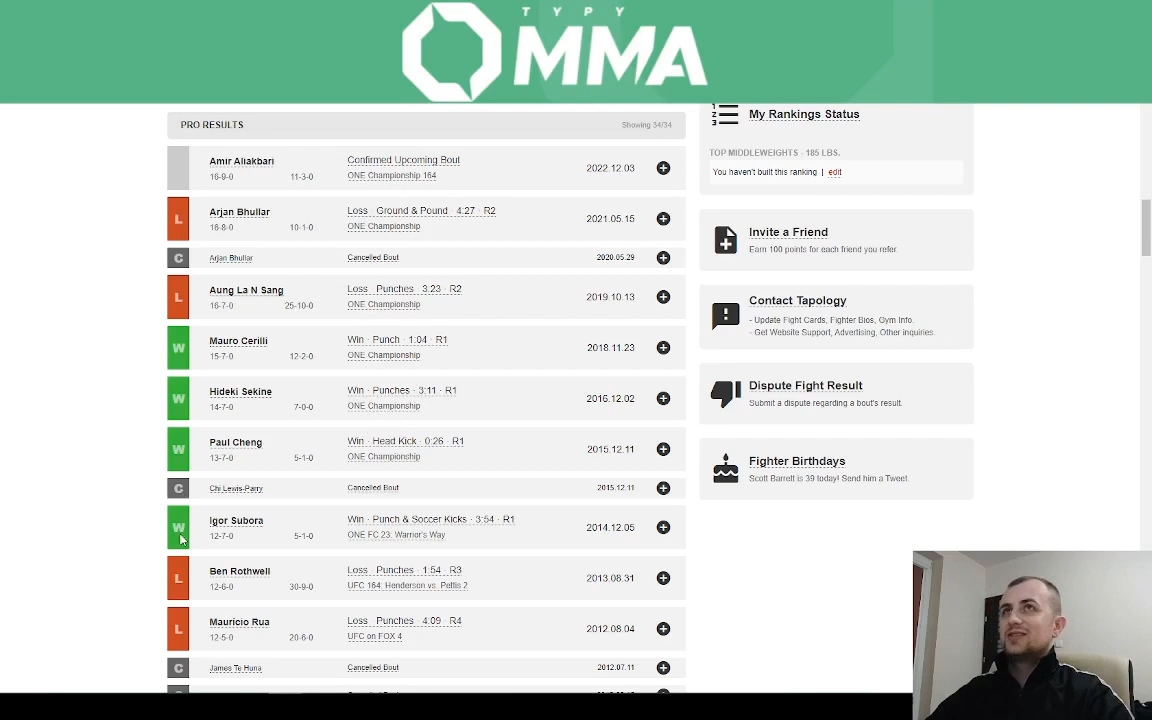 TYPY
MMA
PRO RESULTS
Showing 34/34
Amir Aliakbari
16-9-0 11-3-0
Confirmed Upcoming Bout
ONE Championship 164
2022.12.03
L
Arjan Bhullar
16-8-0 10-1-0
Loss · Ground & Pound · 4:27 · R2
ONE Championship
2021.05.15
C
Arjan Bhullar
Cancelled Bout
2020.05.29
L
Aung La N Sang
16-7-0 25-10-0
Loss · Punches · 3:23 · R2
ONE Championship
2019.10.13
W
Mauro Cerilli
15-7-0 12-2-0
Win · Punch · 1:04 · R1
ONE Championship
2018.11.23
W
Hideki Sekine
14-7-0 7-0-0
Win · Punches · 3:11 · R1
ONE Championship
2016.12.02
W
Paul Cheng
13-7-0 5-1-0
Win · Head Kick · 0:26 · R1
ONE Championship
2015.12.11
C
Chi Lewis-Parry
Cancelled Bout
2015.12.11
W
Igor Subora
12-7-0 5-1-0
Win · Punch & Soccer Kicks · 3:54 · R1
ONE FC 23: Warrior's Way
2014.12.05
L
Ben Rothwell
12-6-0 30-9-0
Loss · Punches · 1:54 · R3
UFC 164: Henderson vs. Pettis 2
2013.08.31
L
Mauricio Rua
12-5-0 20-6-0
Loss · Punches · 4:09 · R4
UFC on FOX 4
2012.08.04
C
James Te Huna
Cancelled Bout
2012.07.11
1
2
3
My Rankings Status
TOP MIDDLEWEIGHTS - 185 LBS.
You haven't built this ranking | edit
Invite a Friend
Earn 100 points for each friend you refer.
Contact Tapology
- Update Fight Cards, Fighter Bios, Gym Info.
- Get Website Support, Advertising, Other inquiries.
Dispute Fight Result
Submit a dispute regarding a bout's result.
Fighter Birthdays
Scott Barrett is 39 today! Send him a Tweet.